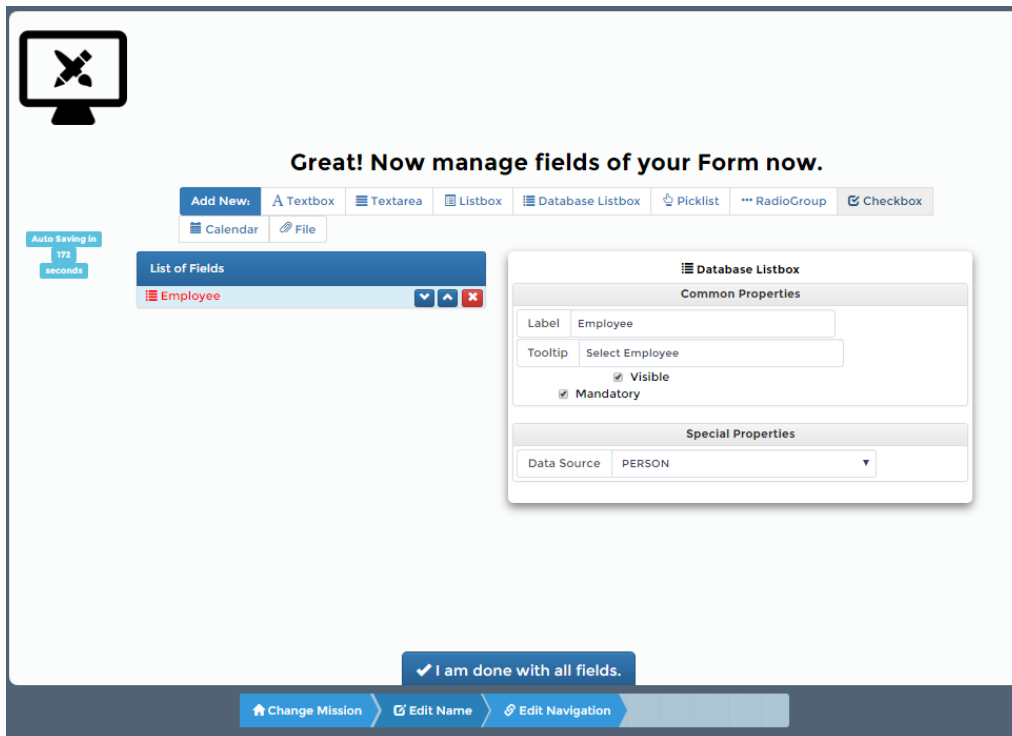 Great! Now manage fields of your Form now.
Add New: A Textbox Textarea Listbox Database Listbox Picklist RadioGroup Checkbox
Calendar File
Auto Saving in
172
seconds
List of Fields
Employee
Database Listbox
Common Properties
Label Employee
Tooltip Select Employee
Visible
Mandatory
Special Properties
Data Source PERSON
I am done with all fields.
Change Mission Edit Name Edit Navigation